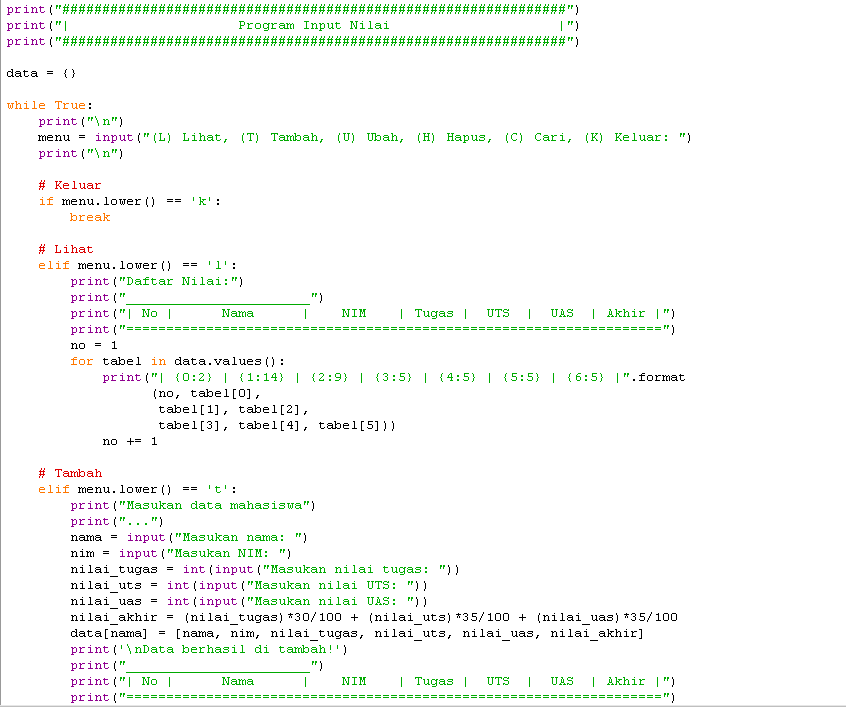 print("###############################################################")
print("|                     Program Input Nilai                     |")
print("###############################################################")
data = {}
while True:
    print("\n")
    menu = input("(L) Lihat, (T) Tambah, (U) Ubah, (H) Hapus, (C) Cari, (K) Keluar: ")
    print("\n")
    # Keluar
    if menu.lower() == 'k':
        break
    # Lihat
    elif menu.lower() == 'l':
        print("Daftar Nilai:")
        print("_______________________")
        print("| No |      Nama      |    NIM    | Tugas |  UTS  |  UAS  | Akhir |")
        print("===================================================================")
        no = 1
        for tabel in data.values():
            print("| {0:2} | {1:14} | {2:9} | {3:5} | {4:5} | {5:5} | {6:5} |".format
                  (no, tabel[0],
                   tabel[1], tabel[2],
                   tabel[3], tabel[4], tabel[5]))
            no += 1
    # Tambah
    elif menu.lower() == 't':
        print("Masukan data mahasiswa")
        print("...")
        nama = input("Masukan nama: ")
        nim = input("Masukan NIM: ")
        nilai_tugas = int(input("Masukan nilai tugas: "))
        nilai_uts = int(input("Masukan nilai UTS: "))
        nilai_uas = int(input("Masukan nilai UAS: "))
        nilai_akhir = (nilai_tugas)*30/100 + (nilai_uts)*35/100 + (nilai_uas)*35/100
        data[nama] = [nama, nim, nilai_tugas, nilai_uts, nilai_uas, nilai_akhir]
        print('\nData berhasil di tambah!')
        print("_______________________")
        print("| No |      Nama      |    NIM    | Tugas |  UTS  |  UAS  | Akhir |")
        print("===================================================================")